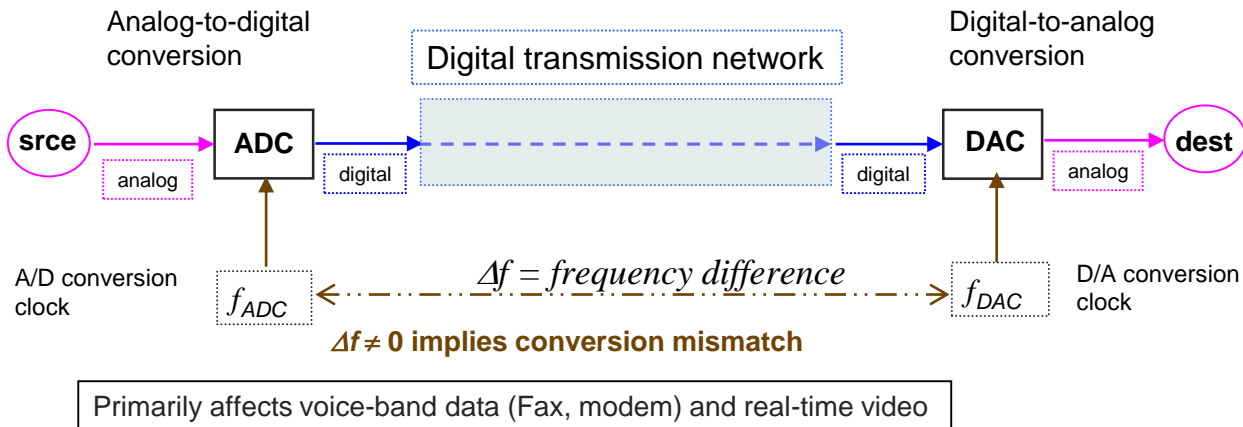 Analog-to-digital
conversion
Digital-to-analog
conversion
Digital transmission network
srce
ADC
DAC
dest
analog
digital
digital
analog
A/D conversion
clock
f_ADC
Δf = frequency difference
f_DAC
D/A conversion
clock
Δf ≠ 0 implies conversion mismatch
Primarily affects voice-band data (Fax, modem) and real-time video